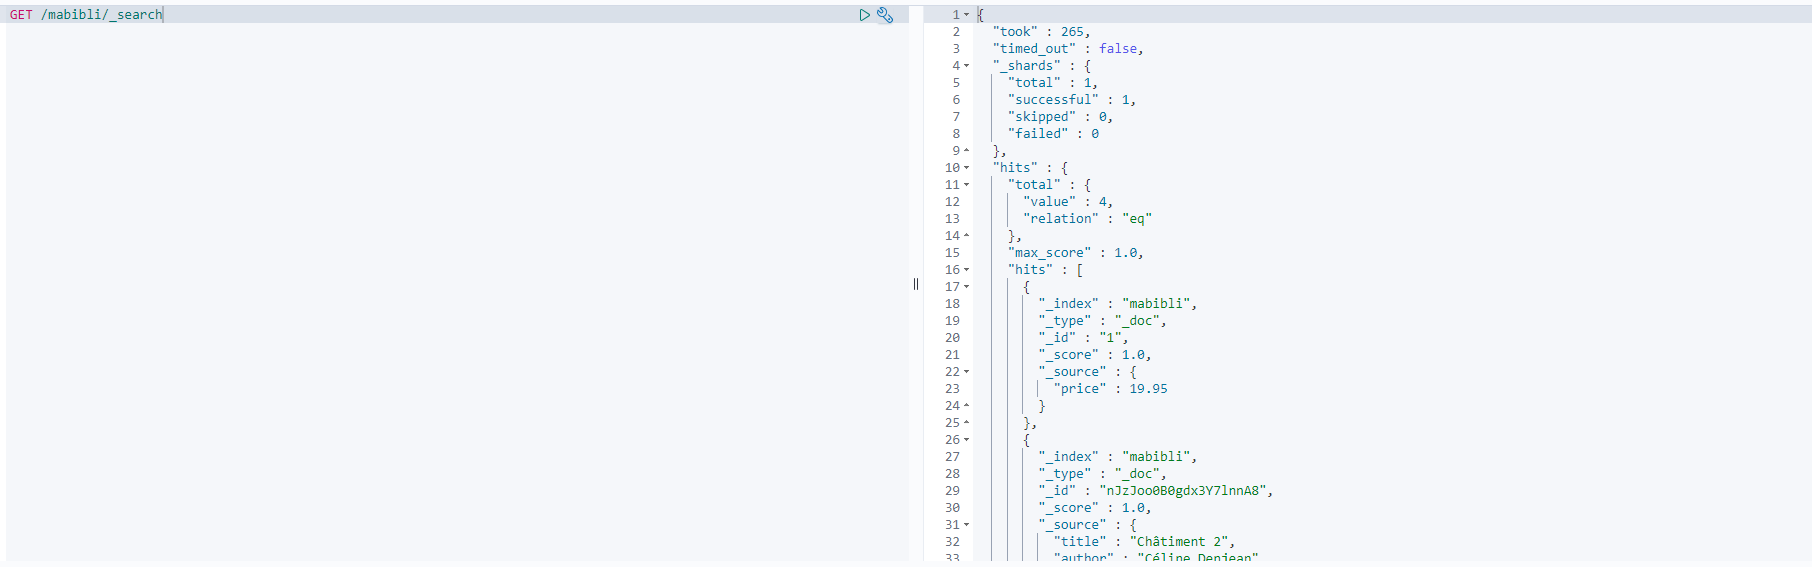 GET /mabibli/_search
1 {
2 "took" : 265,
3 "timed_out" : false,
4 "_shards" : {
5 "total" : 1,
6 "successful" : 1,
7 "skipped" : 0,
8 "failed" : 0
9 },
10 "hits" : {
11 "total" : {
12 "value" : 4,
13 "relation" : "eq"
14 },
15 "max_score" : 1.0,
16 "hits" : [
17 {
18 "_index" : "mabibli",
19 "_type" : "_doc",
20 "_id" : "1",
21 "_score" : 1.0,
22 "_source" : {
23 "price" : 19.95
24 }
25 },
26 {
27 "_index" : "mabibli",
28 "_type" : "_doc",
29 "_id" : "nJzJoo0B0gdx3Y7lnnA8",
30 "_score" : 1.0,
31 "_source" : {
32 "title" : "Châtiment 2",
33 "author" : "Céline Denjean"